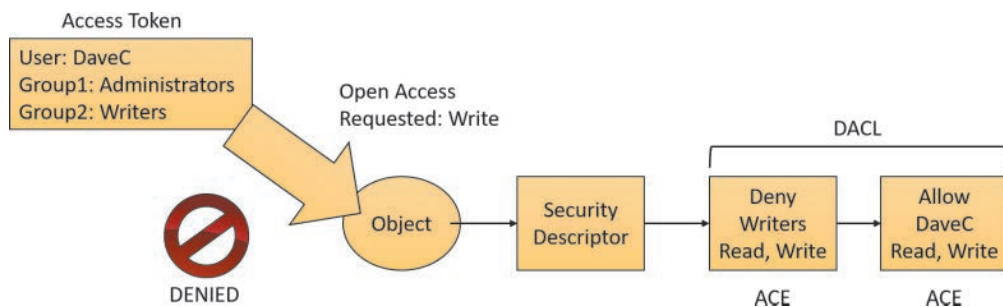 Access Token
User: DaveC
Group1: Administrators
Group2: Writers
Open Access
Requested: Write
DENIED
Object
Security
Descriptor
DACL
Deny
Writers
Read, Write
ACE
Allow
DaveC
Read, Write
ACE